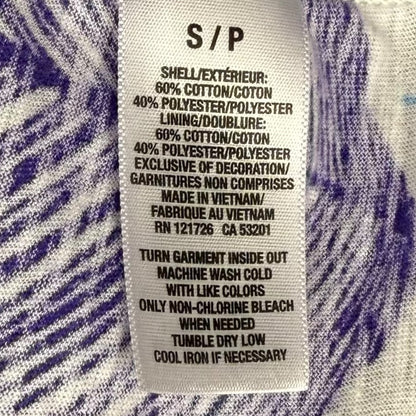 S / P
SHELL/EXTÉRIEUR:
60% COTTON/COTON
40% POLYESTER/POLYESTER
LINING/DOUBLURE:
60% COTTON/COTON
40% POLYESTER/POLYESTER
EXCLUSIVE OF DECORATION/
GARNITURES NON COMPRISES
MADE IN VIETNAM/
FABRIQUE AU VIETNAM
RN 121726 CA 53201
TURN GARMENT INSIDE OUT
MACHINE WASH COLD
WITH LIKE COLORS
ONLY NON-CHLORINE BLEACH
WHEN NEEDED
TUMBLE DRY LOW
COOL IRON IF NECESSARY